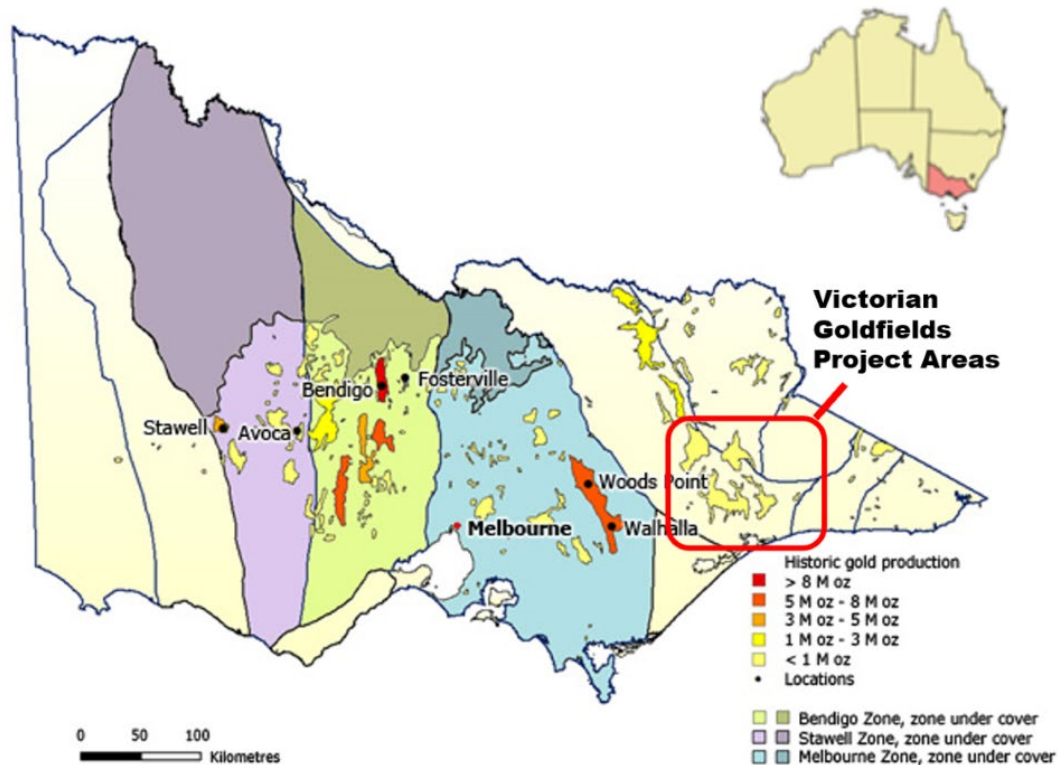 Victorian
Goldfields
Project Areas
Bendigo
Fosterville
Stawell
Avoca
Woods Point
Melbourne
Walhalla
Historic gold production
> 8 M oz
5 M oz - 8 M oz
3 M oz - 5 M oz
1 M oz - 3 M oz
< 1 M oz
Locations
0 50 100
Kilometres
Bendigo Zone, zone under cover
Stawell Zone, zone under cover
Melbourne Zone, zone under cover